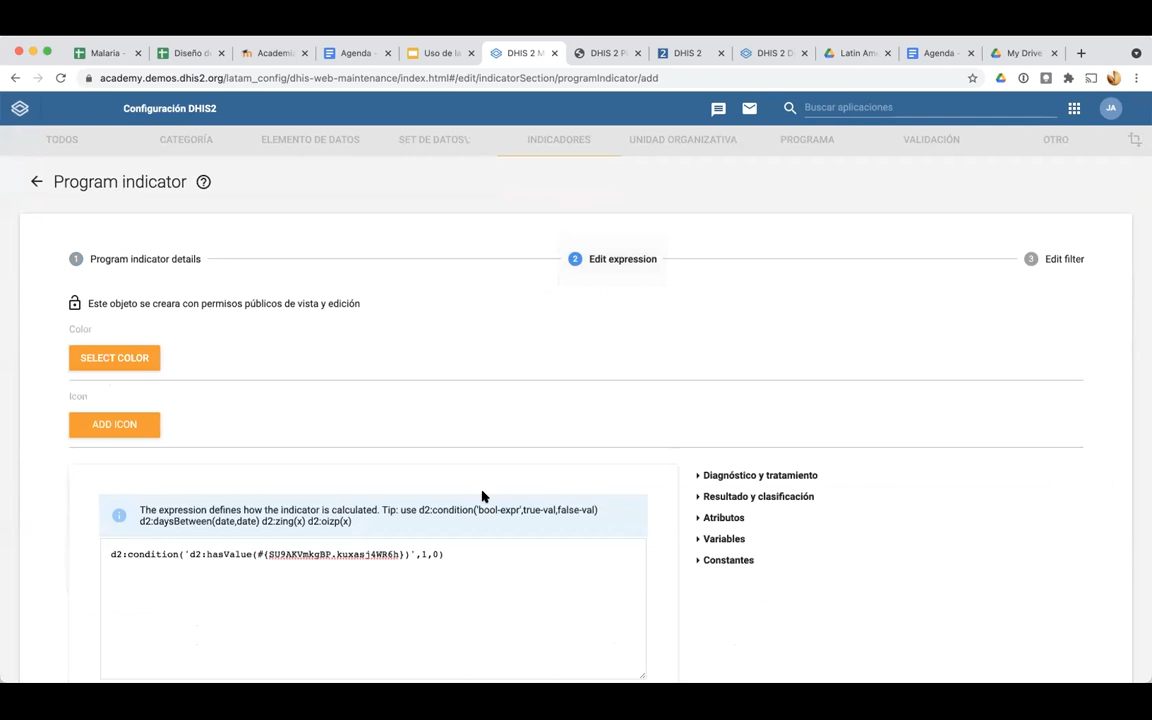 Malaria
Diseño de
Academia
Agenda -
Uso de la
DHIS 2 M
DHIS 2 P
DHIS 2
DHIS 2 D
Latin Am
Agenda -
My Drive
academy.demos.dhis2.org/latam_config/dhis-web-maintenance/index.html#/edit/indicatorSection/programIndicator/add
Configuración DHIS2
Buscar aplicaciones
JA
TODOS
CATEGORÍA
ELEMENTO DE DATOS
SET DE DATOS\;
INDICADORES
UNIDAD ORGANIZATIVA
PROGRAMA
VALIDACIÓN
OTRO
Program indicator
1 Program indicator details
2 Edit expression
3 Edit filter
Este objeto se creara con permisos públicos de vista y edición
Color
SELECT COLOR
Icon
ADD ICON
The expression defines how the indicator is calculated. Tip: use d2:condition('bool-expr',true-val,false-val)
d2:daysBetween(date,date) d2:zing(x) d2:oizp(x)
d2:condition('d2:hasValue(#{SU9AKVmkgBP.kuxasj4WR6h})',1,0)
Diagnóstico y tratamiento
Resultado y clasificación
Atributos
Variables
Constantes